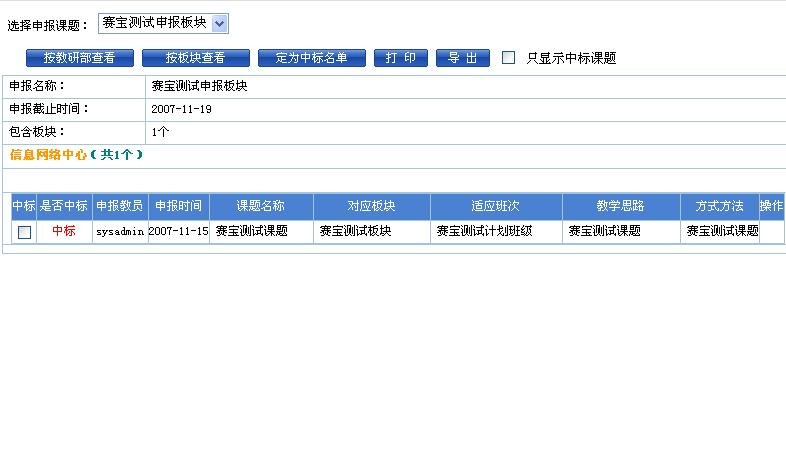 选择申报课题： 赛宝测试申报板块
按教研部查看 按板块查看 定为中标名单 打 印 导 出 只显示中标课题
申报名称： 赛宝测试申报板块
申报截止时间： 2007-11-19
包含板块： 1个
信息网络中心（共1个）
中标 是否中标 申报教员 申报时间 课题名称 对应板块 适应班次 教学思路 方式方法 操作
中标 sysadmin 2007-11-15 赛宝测试课题 赛宝测试板块 赛宝测试计划班级 赛宝测试课题 赛宝测试课题